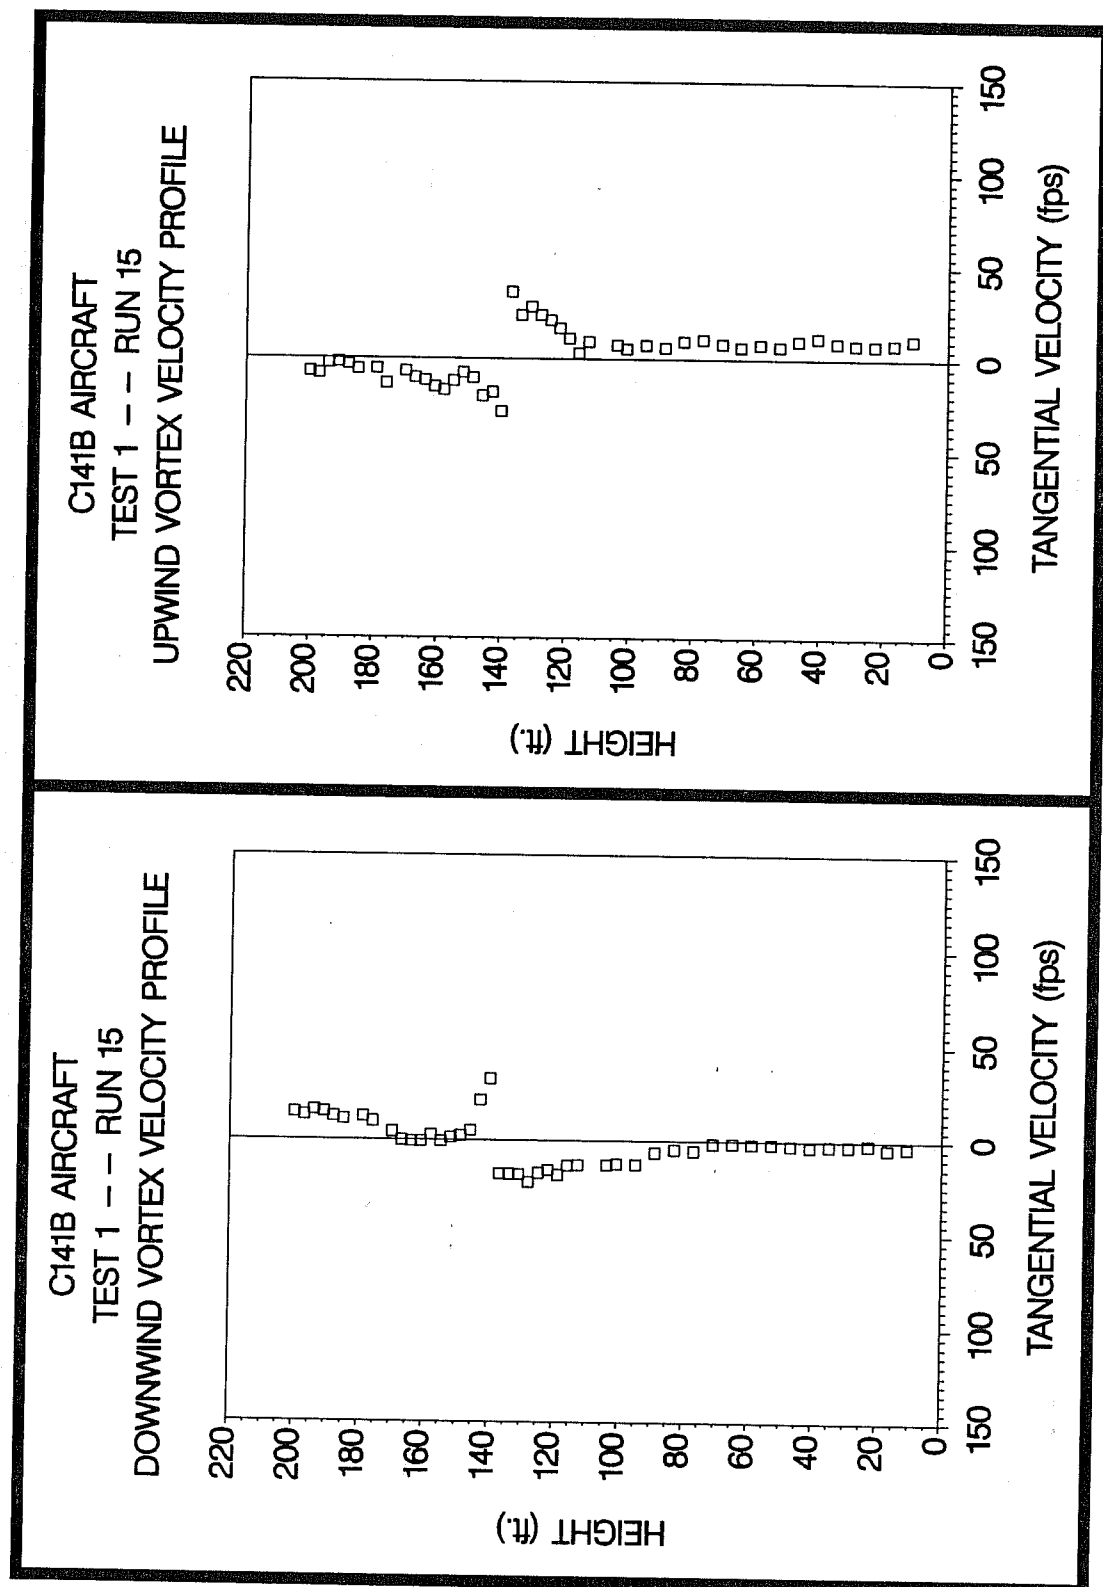 C141B AIRCRAFT
TEST 1 – – RUN 15
DOWNWIND VORTEX VELOCITY PROFILE
HEIGHT (ft.)
220
200
180
160
140
120
100
80
60
40
20
0
150 100 50 0 50 100 150
TANGENTIAL VELOCITY (fps)
C141B AIRCRAFT
TEST 1 – – RUN 15
UPWIND VORTEX VELOCITY PROFILE
HEIGHT (ft.)
220
200
180
160
140
120
100
80
60
40
20
0
150 100 50 0 50 100 150
TANGENTIAL VELOCITY (fps)